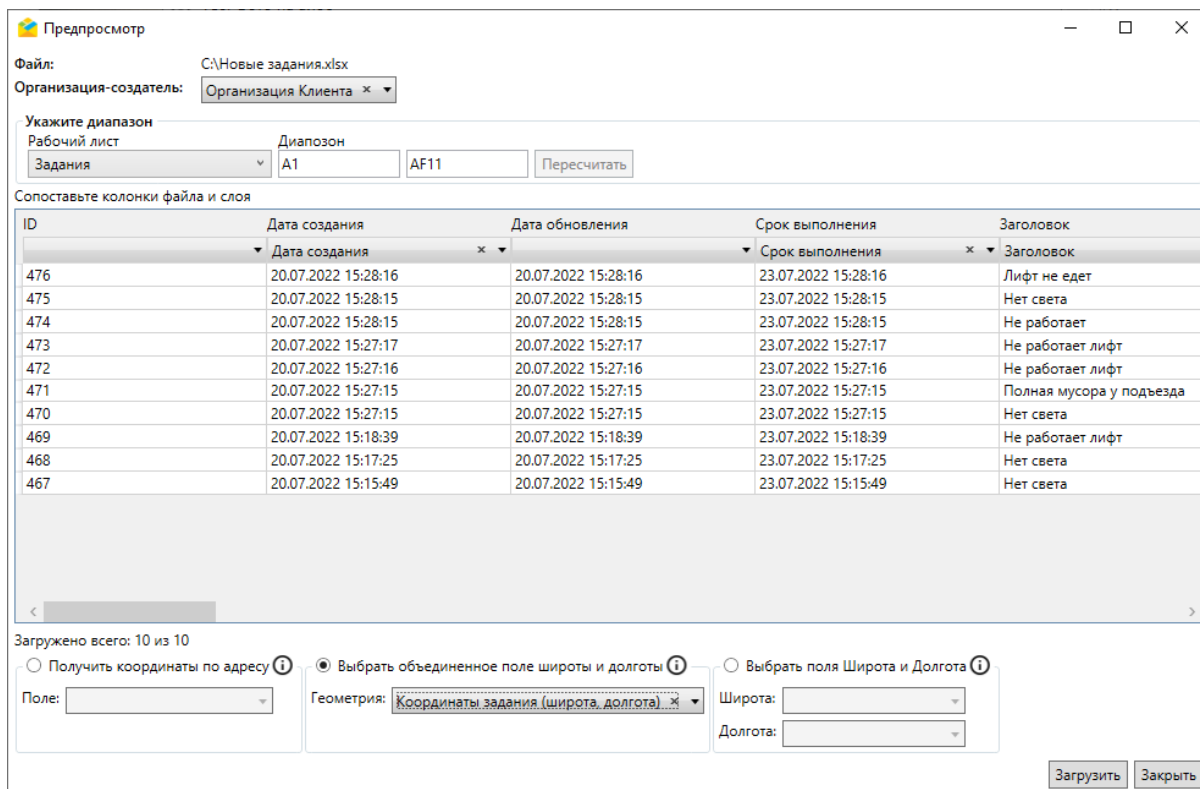 Предпросмотр
Файл: C:\Новые задания.xlsx
Организация-создатель: Организация Клиента
Укажите диапазон
Рабочий лист Диапозон
Задания A1 AF11 Пересчитать
Сопоставьте колонки файла и слоя
ID Дата создания Дата обновления Срок выполнения Заголовок
Дата создания Срок выполнения Заголовок
476 20.07.2022 15:28:16 20.07.2022 15:28:16 23.07.2022 15:28:16 Лифт не едет
475 20.07.2022 15:28:15 20.07.2022 15:28:15 23.07.2022 15:28:15 Нет света
474 20.07.2022 15:28:15 20.07.2022 15:28:15 23.07.2022 15:28:15 Не работает
473 20.07.2022 15:27:17 20.07.2022 15:27:17 23.07.2022 15:27:17 Не работает лифт
472 20.07.2022 15:27:16 20.07.2022 15:27:16 23.07.2022 15:27:16 Не работает лифт
471 20.07.2022 15:27:15 20.07.2022 15:27:15 23.07.2022 15:27:15 Полная мусора у подъезда
470 20.07.2022 15:27:15 20.07.2022 15:27:15 23.07.2022 15:27:15 Нет света
469 20.07.2022 15:18:39 20.07.2022 15:18:39 23.07.2022 15:18:39 Не работает лифт
468 20.07.2022 15:17:25 20.07.2022 15:17:25 23.07.2022 15:17:25 Нет света
467 20.07.2022 15:15:49 20.07.2022 15:15:49 23.07.2022 15:15:49 Нет света
Загружено всего: 10 из 10
Получить координаты по адресу Выбрать объединенное поле широты и долготы Выбрать поля Широта и Долгота
Поле: Геометрия: Координаты задания (широта, долгота) Широта:
Долгота:
Загрузить Закрыть